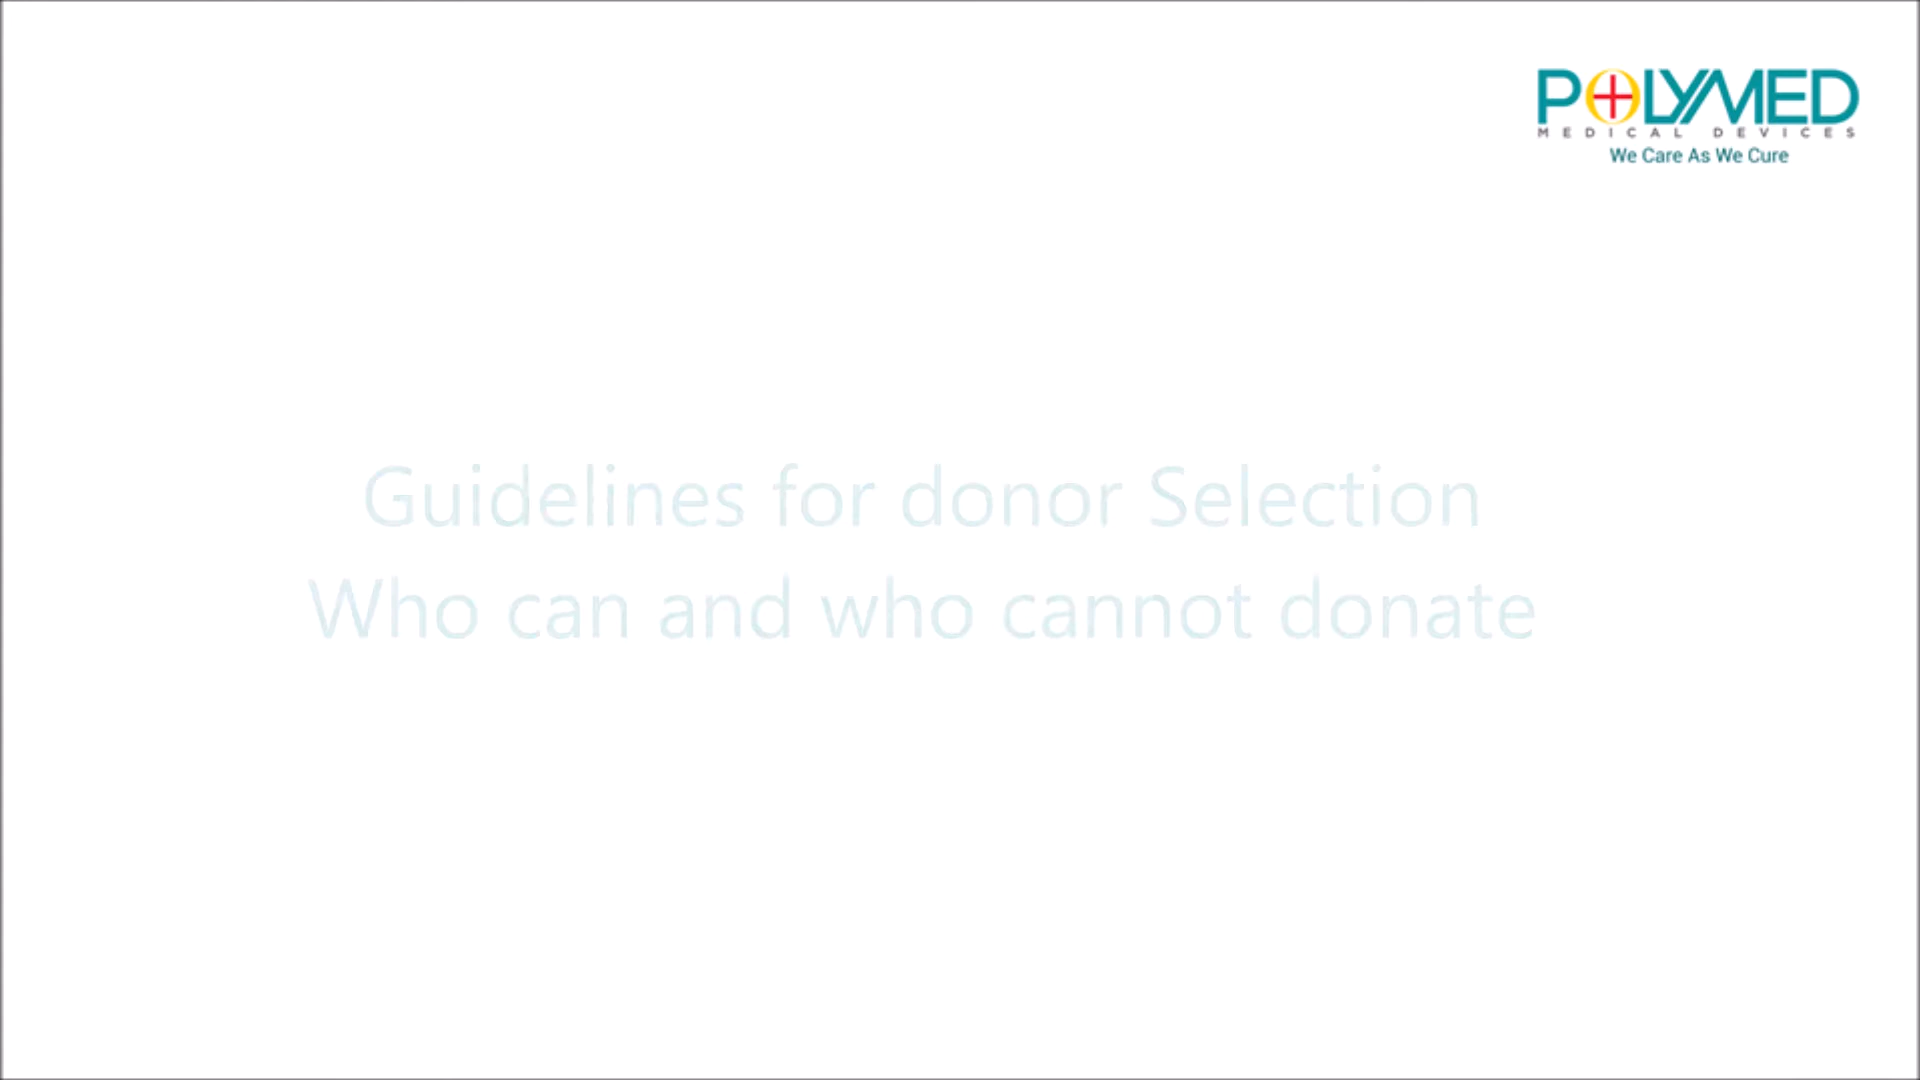 POLYMED
MEDICAL DEVICES
We Care As We Cure
Guidelines for donor Selection
Who can and who cannot donate